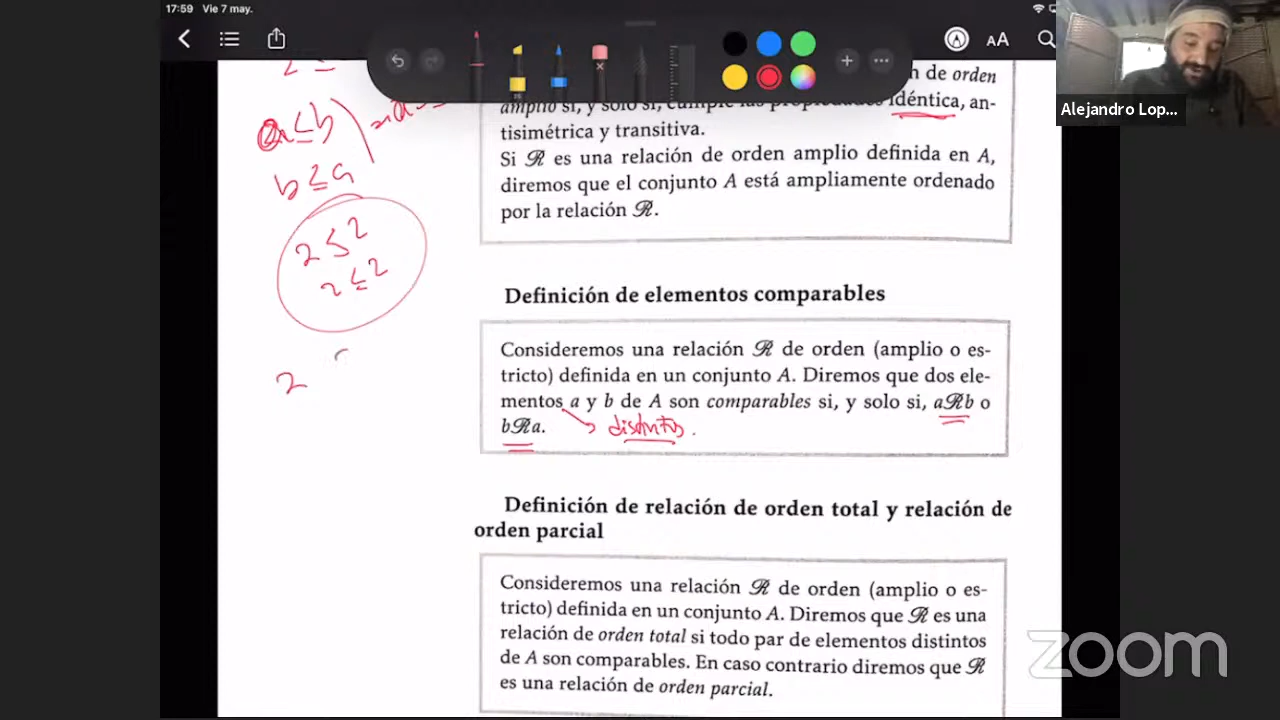 17:59 Vie 7 may.
AA
Alejandro Lop...
n de orden
amplio si, y solo si, cumple las propiedades idéntica, an-
tisimétrica y transitiva.
Si ℛ es una relación de orden amplio definida en A,
diremos que el conjunto A está ampliamente ordenado
por la relación ℛ.
a ≤ b
b ≤ a
2 ≤ 2
2 ≤ 2
2
Definición de elementos comparables
Consideremos una relación ℛ de orden (amplio o es-
tricto) definida en un conjunto A. Diremos que dos ele-
mentos a y b de A son comparables si, y solo si, aℛb o
bℛa. distintos.
Definición de relación de orden total y relación de
orden parcial
Consideremos una relación ℛ de orden (amplio o es-
tricto) definida en un conjunto A. Diremos que ℛ es una
relación de orden total si todo par de elementos distintos
de A son comparables. En caso contrario diremos que ℛ
es una relación de orden parcial.
zoom